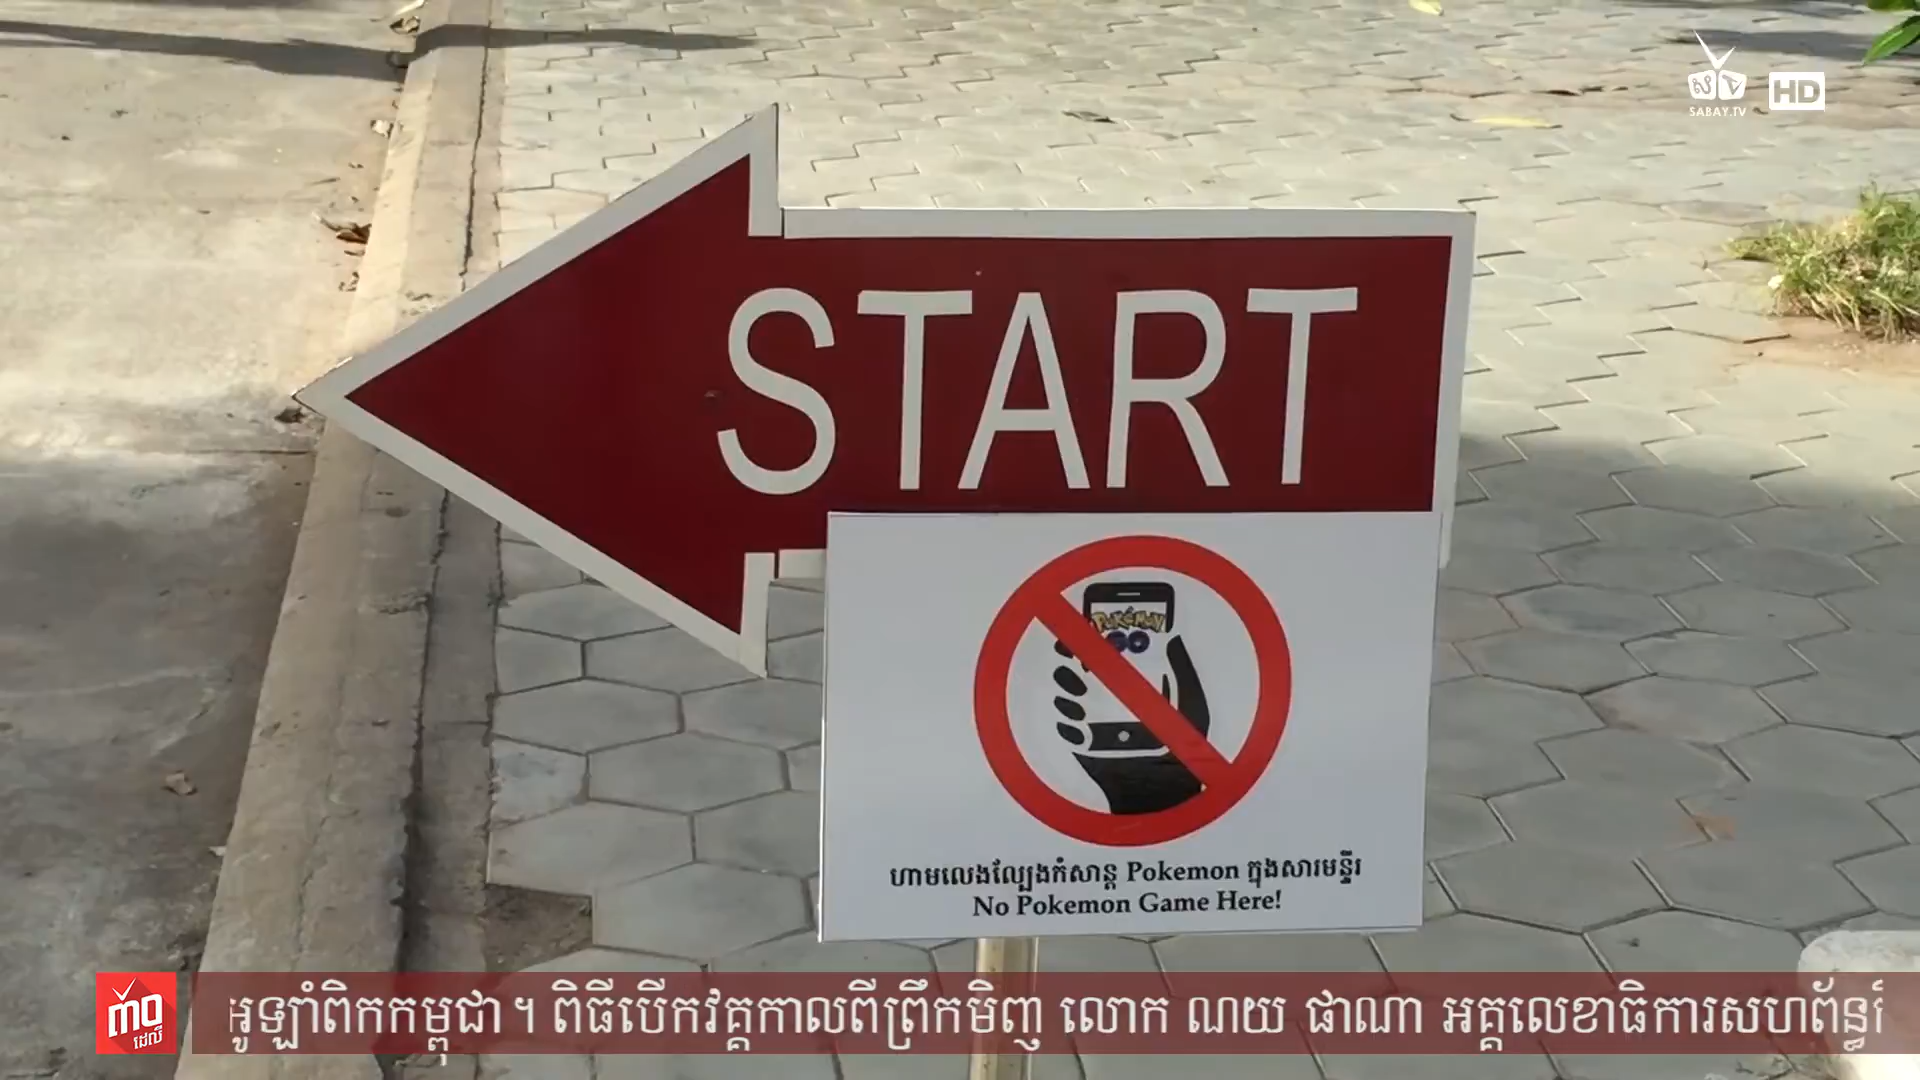 សTV
SABAY.TV
HD
START
POKÉMON
GO
ហាមលេងល្បែងកំសាន្ត Pokemon ក្នុងសារមន្ទីរ
No Pokemon Game Here!
អូឡាំពិកកម្ពុជា។ ពិធីបើកវគ្គកាលពីព្រឹកមិញ លោក ណយ ផាណា អគ្គលេខាធិការសហព័ន្ធ
ដេលី